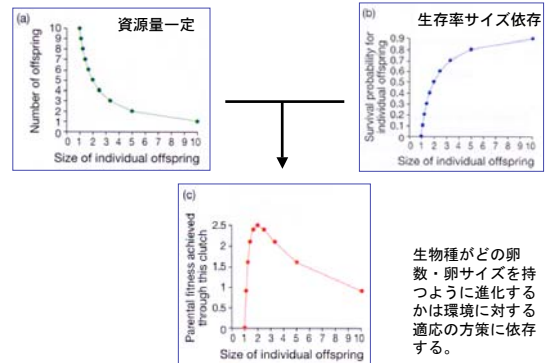 (a)
資源量一定
Number of offspring
10
9
8
7
6
5
4
3
2
1
0
0 1 2 3 4 5 6 7 8 9 10
Size of individual offspring
(b)
生存率サイズ依存
Survival probability for
individual offspring
0.9
0.8
0.7
0.6
0.5
0.4
0.3
0.2
0.1
0
0 1 2 3 4 5 6 7 8 9 10
Size of individual offspring
(c)
Parental fitness achieved
through this clutch
2.5
2
1.5
1
0.5
0
0 1 2 3 4 5 6 7 8 9 10
Size of individual offspring
生物種がどの卵
数・卵サイズを持
つように進化する
かは環境に対する
適応の方策に依存
する。